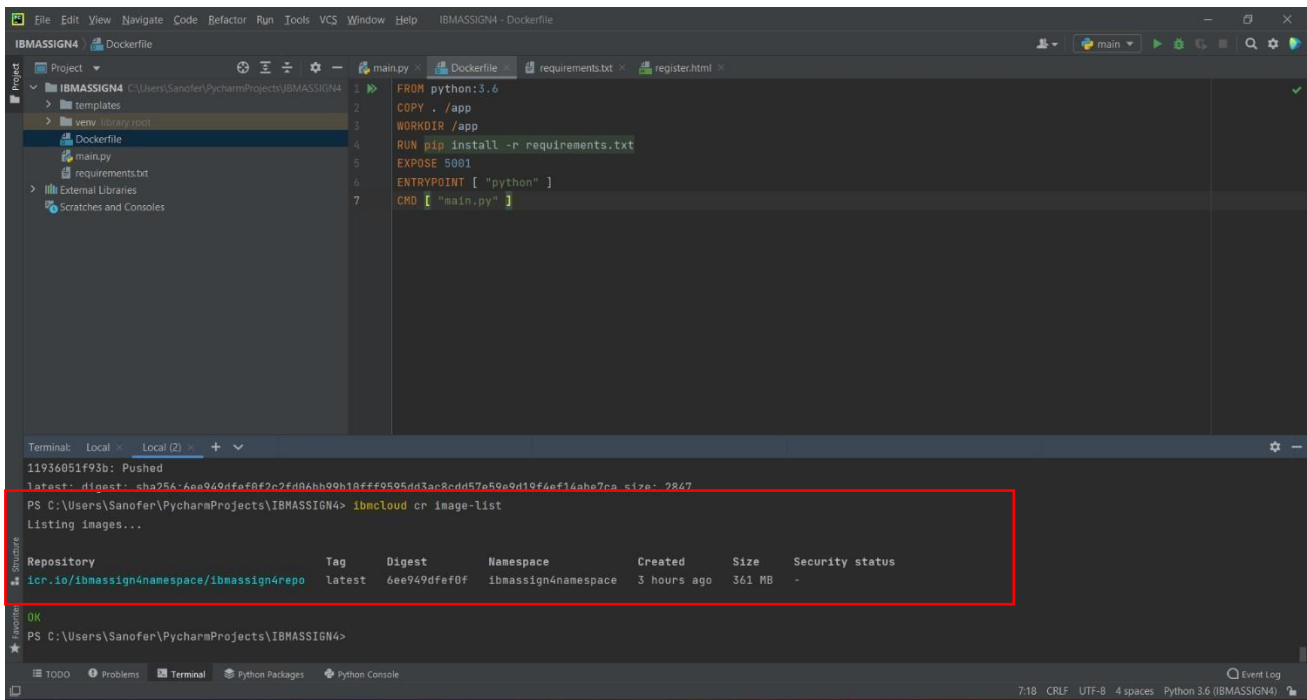 File Edit View Navigate Code Refactor Run Tools VCS Window Help IBMASSIGN4 - Dockerfile
IBMASSIGN4 Dockerfile main
Project
Project main.py Dockerfile requirements.txt register.html
IBMASSIGN4 C:\Users\Sanofer\PycharmProjects\IBMASSIGN4
templates
venv library root
Dockerfile
main.py
requirements.txt
External Libraries
Scratches and Consoles
1 FROM python:3.6
2 COPY . /app
3 WORKDIR /app
4 RUN pip install -r requirements.txt
5 EXPOSE 5001
6 ENTRYPOINT [ "python" ]
7 CMD [ "main.py" ]
Terminal: Local Local (2)
11936051f93b: Pushed
latest: digest: size: 2847
PS C:\Users\Sanofer\PycharmProjects\IBMASSIGN4> ibmcloud cr image-list
Listing images...
Repository Tag Digest Namespace Created Size Security status
icr.io/ibmassign4namespace/ibmassign4repo latest 6ee949dfef0f ibmassign4namespace 3 hours ago 361 MB -
OK
PS C:\Users\Sanofer\PycharmProjects\IBMASSIGN4>
Structure
Favorites
TODO Problems Terminal Python Packages Python Console Event Log
7:18 CRLF UTF-8 4 spaces Python 3.6 (IBMASSIGN4)